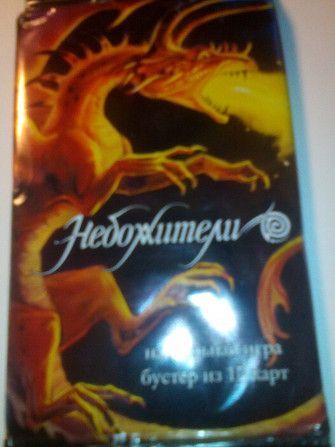 Небожители
игра
бустер из карт